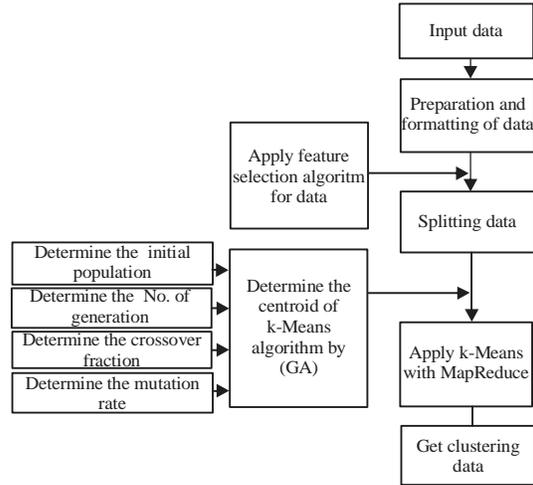 Input data
Preparation and
formatting of data
Apply feature
selection algoritm
for data
Splitting data
Determine the initial
population
Determine the No. of
generation
Determine the crossover
fraction
Determine the mutation
rate
Determine the
centroid of
k-Means
algorithm by
(GA)
Apply k-Means
with MapReduce
Get clustering
data